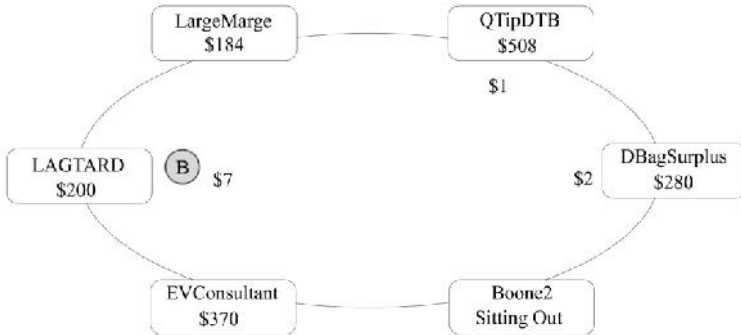 LargeMarge
$184
QTipDTB
$508
$1
LAGTARD
$200
B
$7
$2
DBagSurplus
$280
EVConsultant
$370
Boone2
Sitting Out